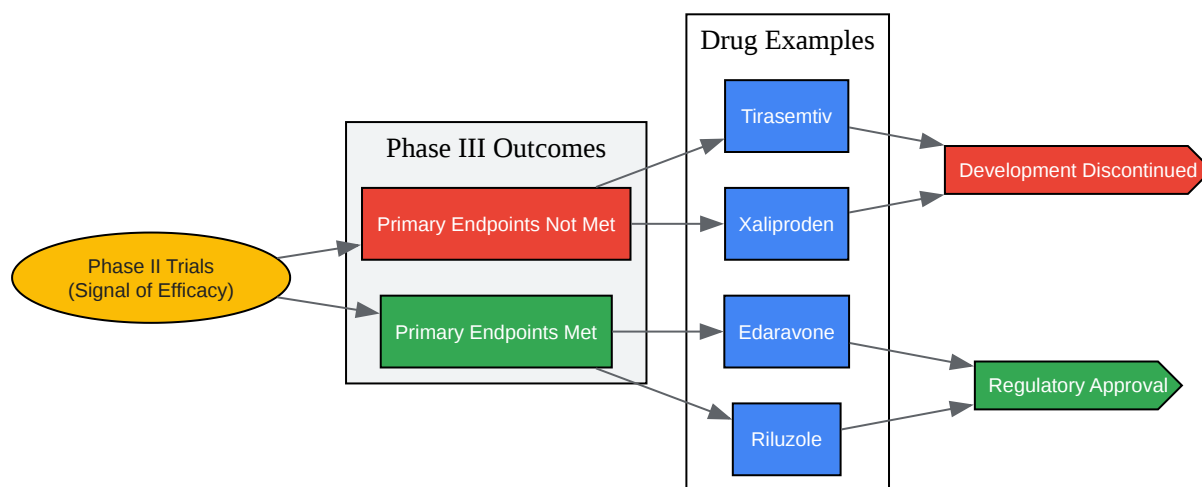 Drug Examples
Tirasemtiv
Phase III Outcomes
Development Discontinued
Primary Endpoints Not Met
Xaliproden
Phase II Trials
(Signal of Efficacy)
Primary Endpoints Met
Edaravone
Regulatory Approval
Riluzole